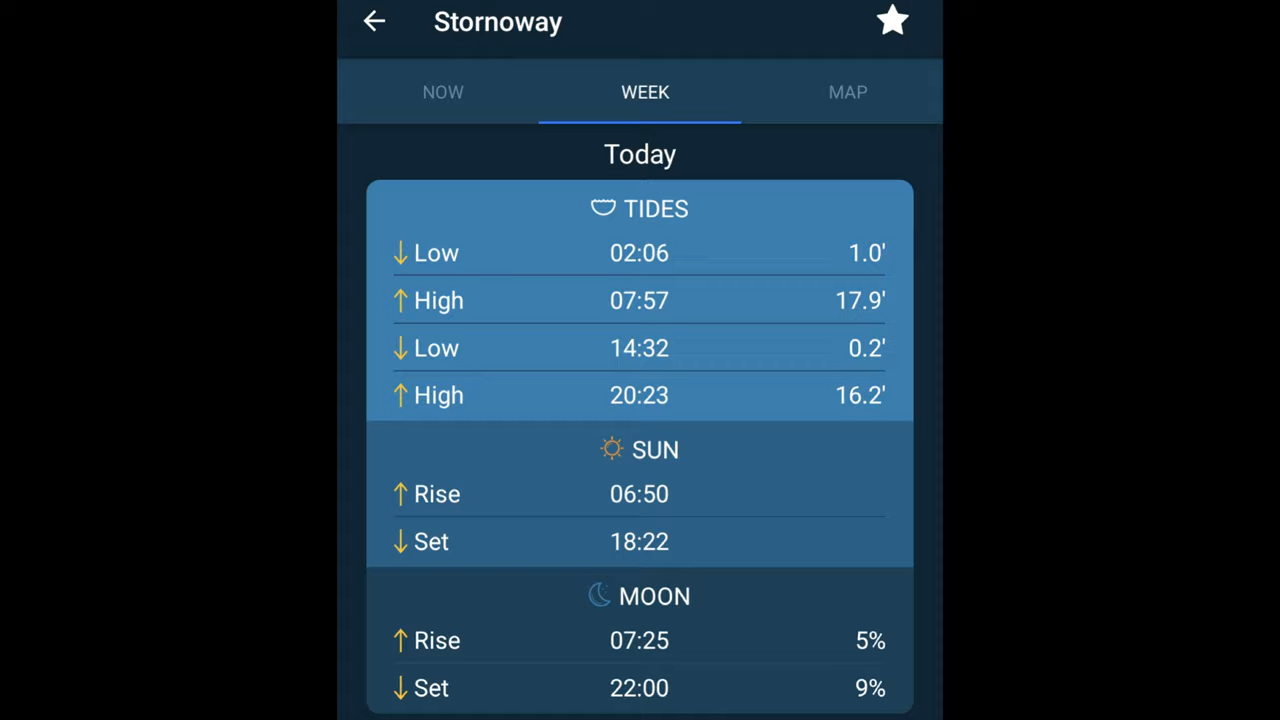 Stornoway
NOW WEEK MAP
Today
TIDES
↓ Low 02:06 1.0'
↑ High 07:57 17.9'
↓ Low 14:32 0.2'
↑ High 20:23 16.2'
SUN
↑ Rise 06:50
↓ Set 18:22
MOON
↑ Rise 07:25 5%
↓ Set 22:00 9%